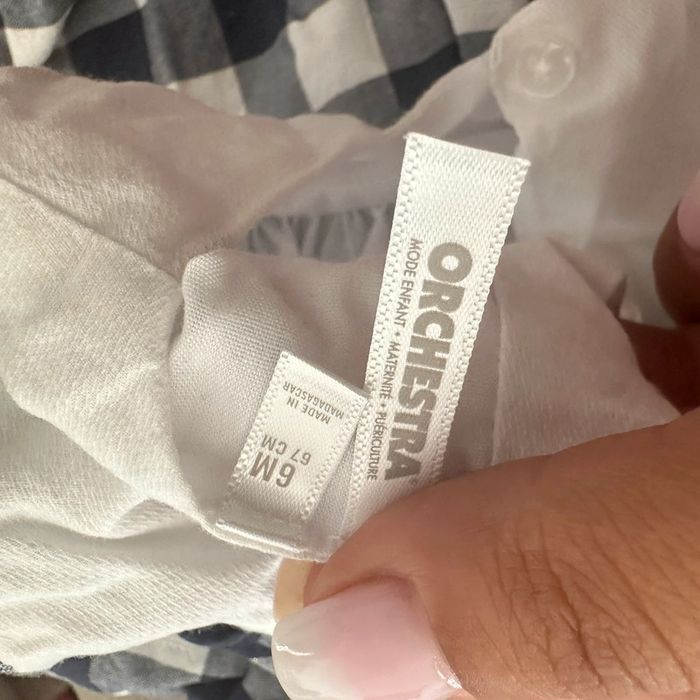 ORCHESTRA
MODE ENFANT • MATERNITÉ • PUÉRICULTURE
6M
67 CM
MADE IN
MADAGASCAR